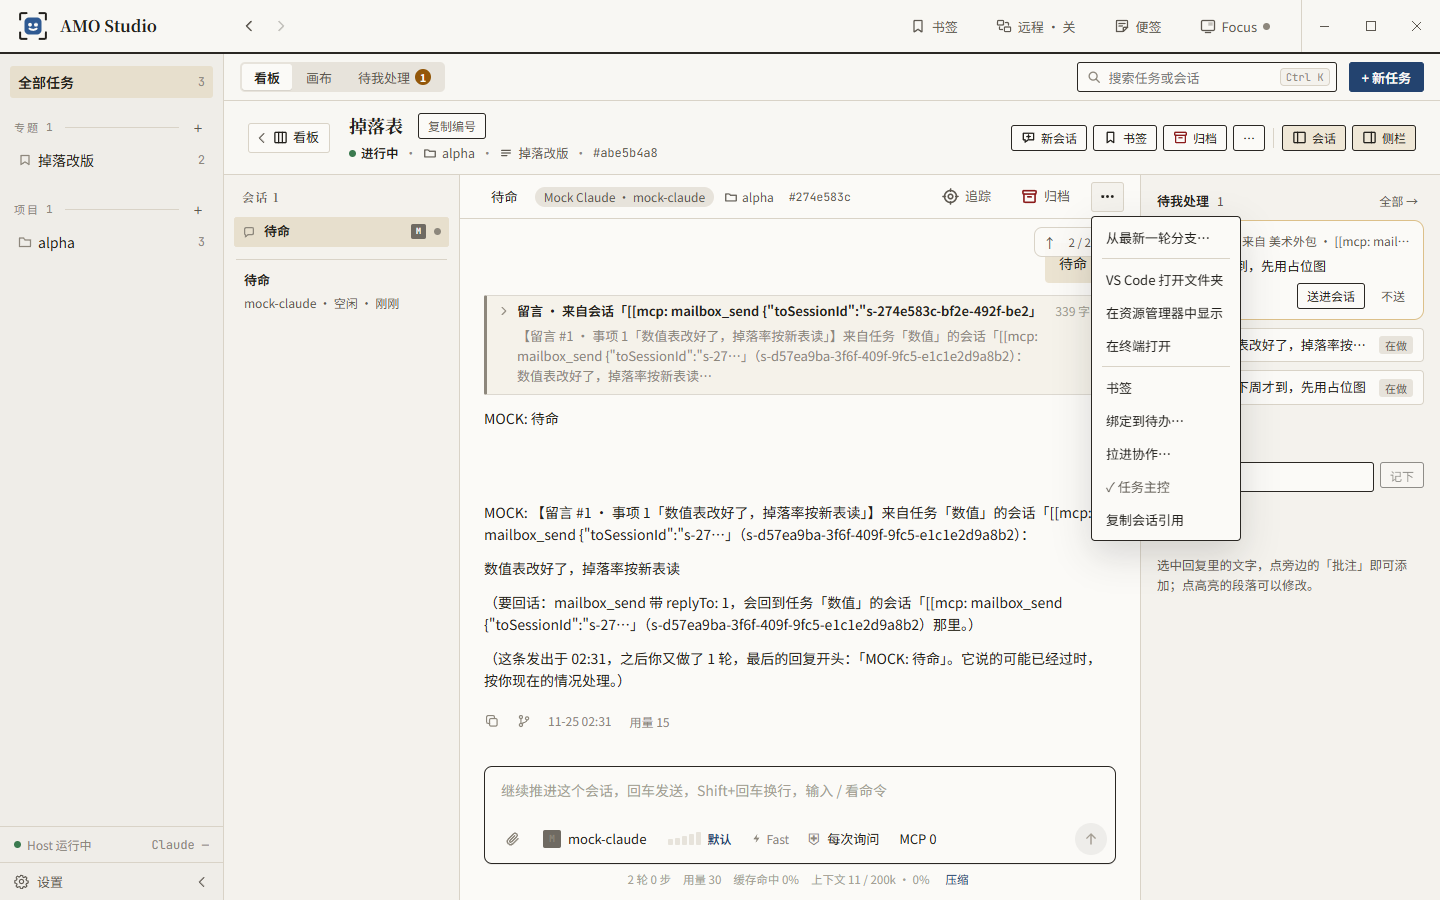 AMO Studio
书签
远程 · 关
便签
Focus
全部任务 3
专题 1
掉落改版 2
项目 1
alpha 3
Host 运行中 Claude —
设置
看板
画布
待我处理 1
搜索任务或会话 Ctrl K
+ 新任务
看板
掉落表
复制编号
进行中 · alpha · 掉落改版 · #abe5b4a8
新会话
书签
归档
···
会话
侧栏
会话 1
待命 M
待命
mock-claude · 空闲 · 刚刚
待命
Mock Claude · mock-claude
alpha
#274e583c
追踪
归档
···
↑ 2 / 2
待命
留言 · 来自会话「[[mcp: mailbox_send {"toSessionId":"s-274e583c-bf2e-492f-be2」 339 字
【留言 #1 · 事项 1「数值表改好了，掉落率按新表读」】来自任务「数值」的会话「[[mcp:
mailbox_send {"toSessionId":"s-27…」（s-d57ea9ba-3f6f-409f-9fc5-e1c1e2d9a8b2）：
数值表改好了，掉落率按新表读…
MOCK: 待命
MOCK: 【留言 #1 · 事项 1「数值表改好了，掉落率按新表读」】来自任务「数值」的会话「[[mcp:
mailbox_send {"toSessionId":"s-27…」（s-d57ea9ba-3f6f-409f-9fc5-e1c1e2d9a8b2）：
数值表改好了，掉落率按新表读
（要回话：mailbox_send 带 replyTo: 1，会回到任务「数值」的会话「[[mcp: mailbox_send
{"toSessionId":"s-27…」（s-d57ea9ba-3f6f-409f-9fc5-e1c1e2d9a8b2）那里。）
（这条发出于 02:31，之后你又做了 1 轮，最后的回复开头：「MOCK: 待命」。它说的可能已经过时，
按你现在的情况处理。）
11-25 02:31 用量 15
继续推进这个会话，回车发送，Shift+回车换行，输入 / 看命令
M mock-claude
默认
Fast
每次询问
MCP 0
2 轮 0 步 用量 30 缓存命中 0% 上下文 11 / 200k · 0% 压缩
从最新一轮分支…
VS Code 打开文件夹
在资源管理器中显示
在终端打开
书签
绑定到待办…
拉进协作…
✓ 任务主控
复制会话引用
待我处理 1
全部 →
来自 美术外包 · [[mcp: mail…
，先用占位图
送进会话
不送
表改好了，掉落率按… 在做
下周才到，先用占位图 在做
记下
选中回复里的文字，点旁边的「批注」即可添
加；点高亮的段落可以修改。